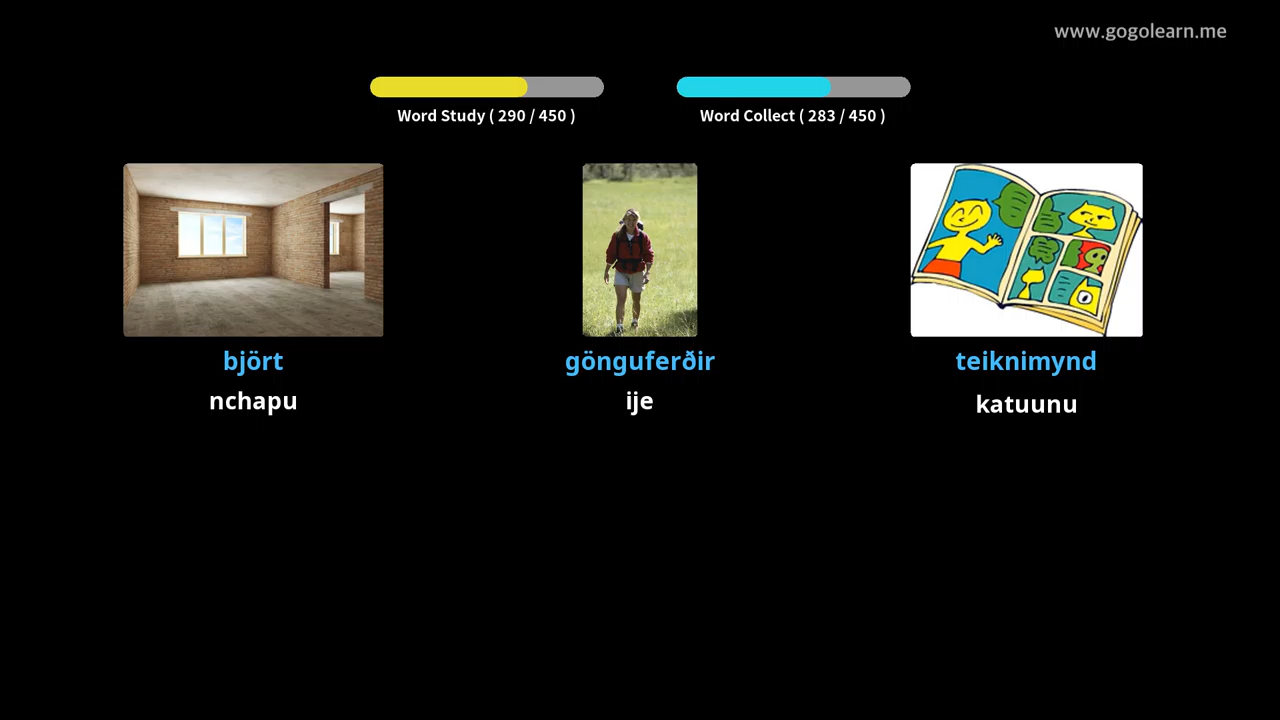 www.gogolearn.me
Word Study ( 290 / 450 )
Word Collect ( 283 / 450 )
björt
gönguferðir
teiknimynd
nchapu
ije
katuunu